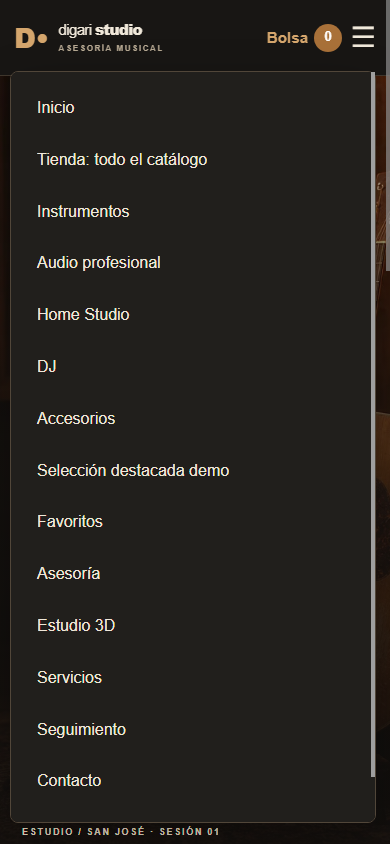 D
digari studio
ASESORÍA MUSICAL
Bolsa 0
Inicio
Tienda: todo el catálogo
Instrumentos
Audio profesional
Home Studio
DJ
Accesorios
Selección destacada demo
Favoritos
Asesoría
Estudio 3D
Servicios
Seguimiento
Contacto
ESTUDIO / SAN JOSÉ · SESIÓN 01